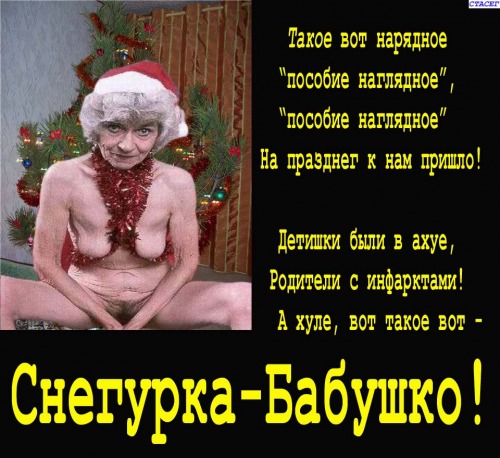 СТАСЕГ
Такое вот нарядное
"пособие наглядное",
"пособие наглядное"
На празднег к нам пришло!
Детишки были в ахуе,
Родители с инфарктами!
А хуле, вот такое вот -
Снегурка-Бабушко!